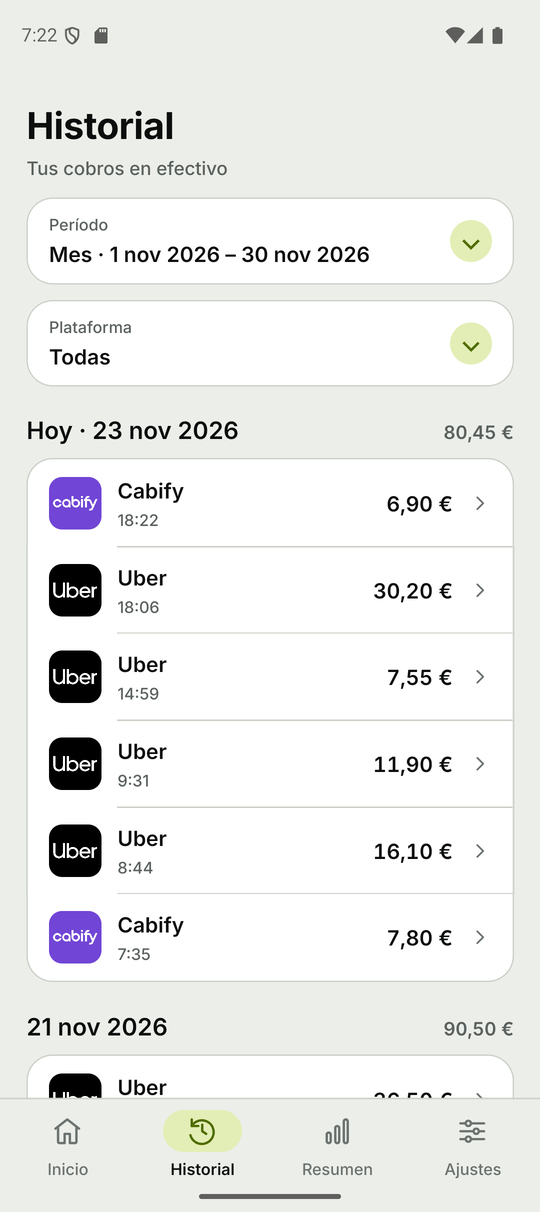 7:22
Historial
Tus cobros en efectivo
Período
Mes · 1 nov 2026 – 30 nov 2026
Plataforma
Todas
Hoy · 23 nov 2026 80,45 €
cabify Cabify 6,90 €
18:22
Uber Uber 30,20 €
18:06
Uber Uber 7,55 €
14:59
Uber Uber 11,90 €
9:31
Uber Uber 16,10 €
8:44
cabify Cabify 7,80 €
7:35
21 nov 2026 90,50 €
Uber Uber
Inicio Historial Resumen Ajustes